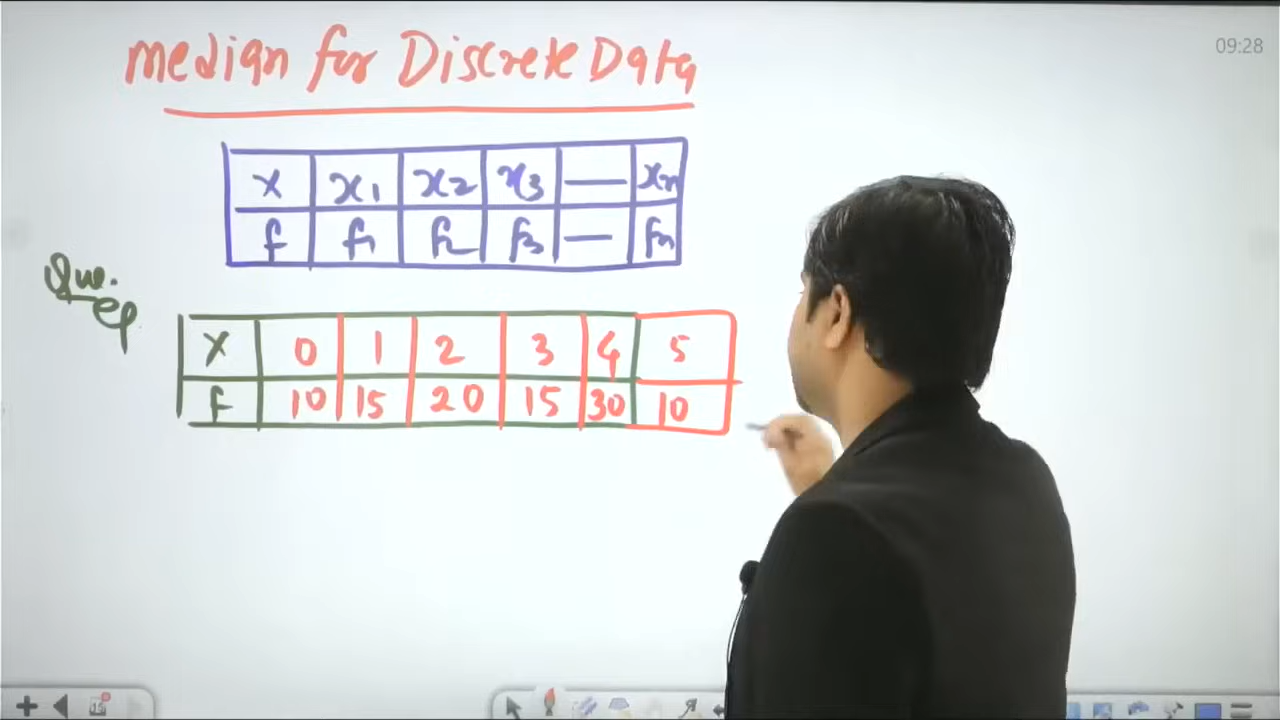 09:28
Median for Discrete Data
x x1 x2 x3 — xn
f f1 f2 f3 — fn
Que.
eg.
X 0 1 2 3 4 5
f 10 15 20 15 30 10